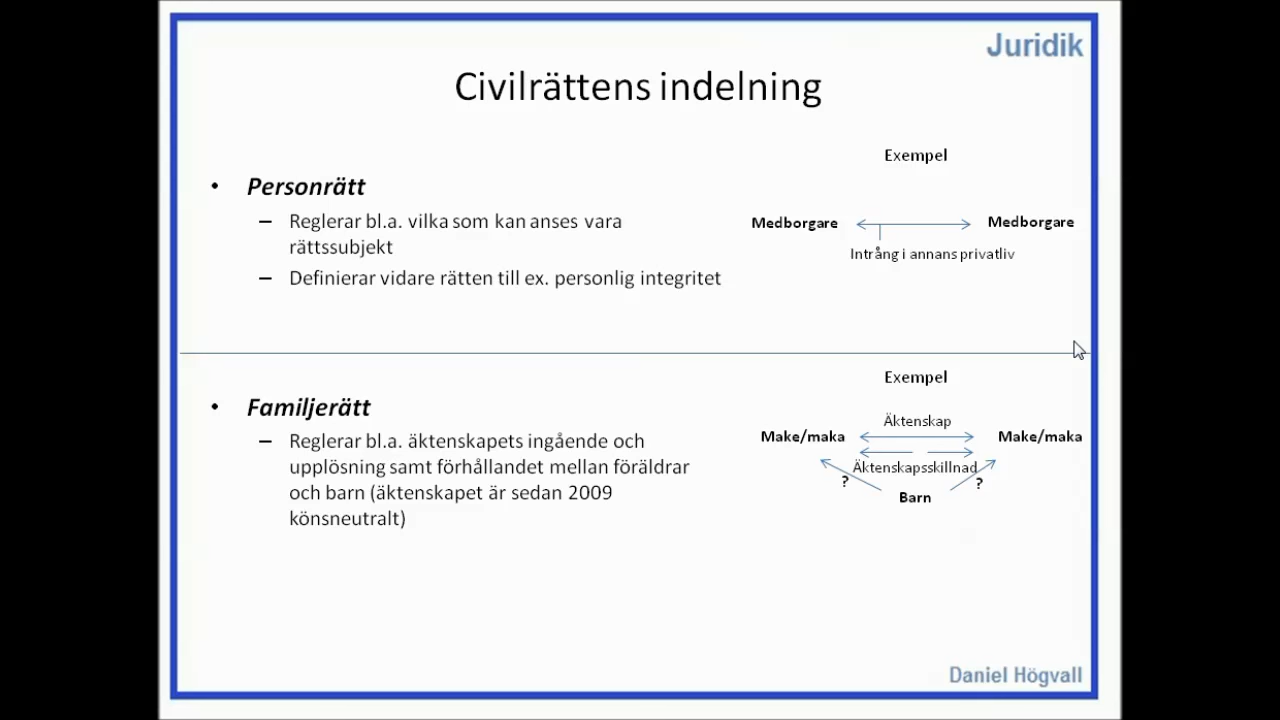 Juridik
Civilrättens indelning
Exempel
• Personrätt
– Reglerar bl.a. vilka som kan anses vara
rättssubjekt
– Definierar vidare rätten till ex. personlig integritet
Medborgare Medborgare
Intrång i annans privatliv
Exempel
• Familjerätt
– Reglerar bl.a. äktenskapets ingående och
upplösning samt förhållandet mellan föräldrar
och barn (äktenskapet är sedan 2009
könsneutralt)
Äktenskap
Make/maka Make/maka
Äktenskapsskillnad
? ?
Barn
Daniel Högvall